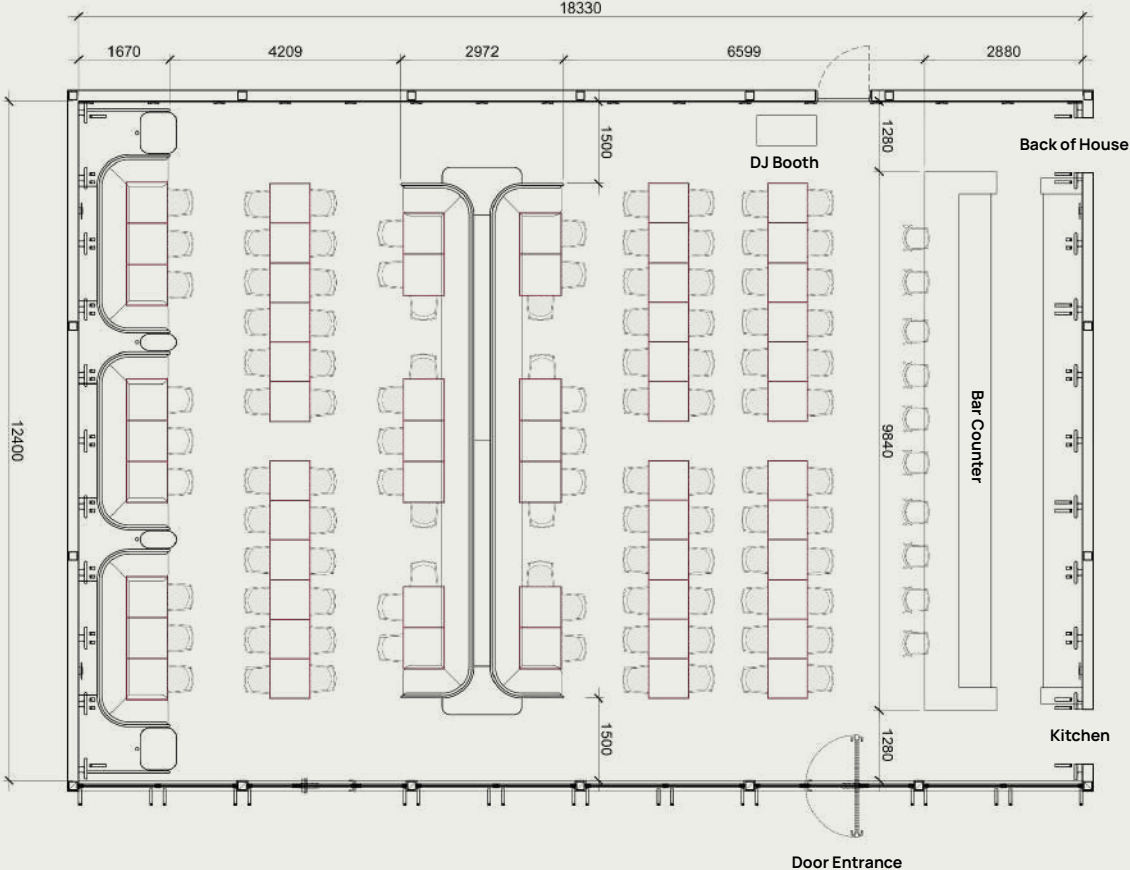 18330
1670
4209
2972
6599
2880
1500
1280
Back of House
DJ Booth
12400
9840
Bar Counter
1500
1280
Kitchen
Door Entrance